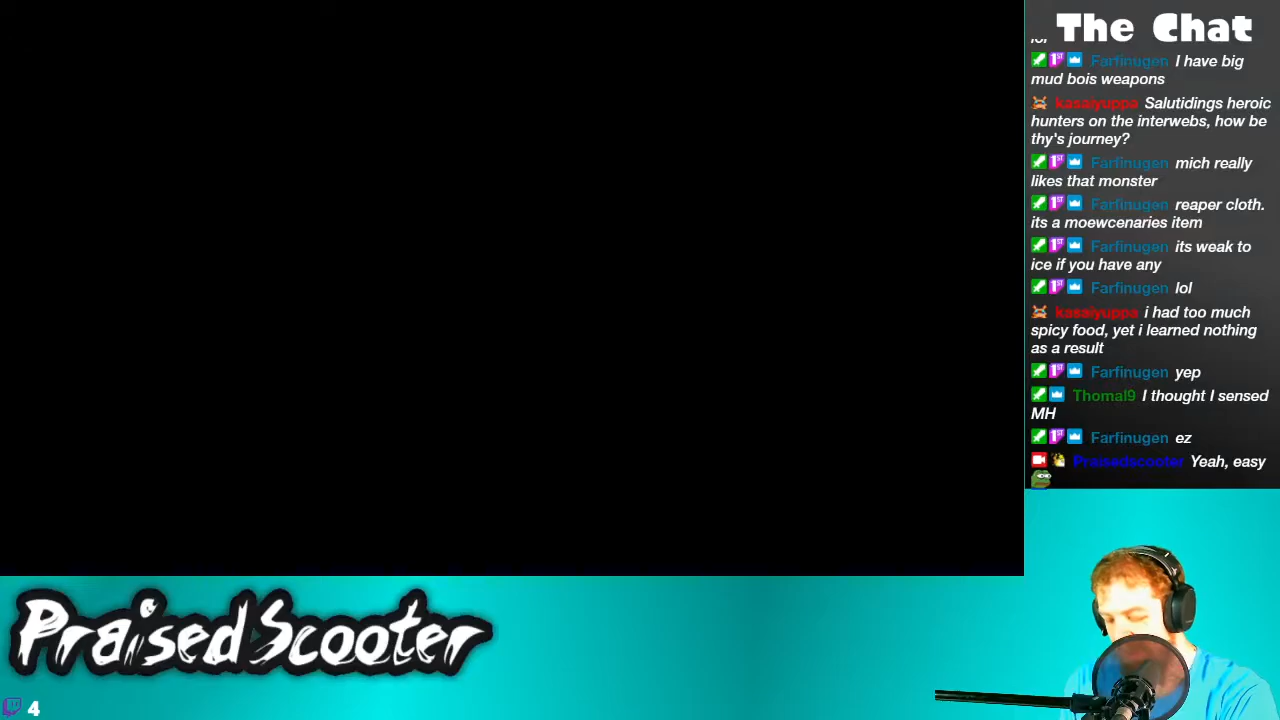 The Chat
lol
Farfinugen I have big
mud bois weapons
kasaiyuppa Salutidings heroic
hunters on the interwebs, how be
thy's journey?
Farfinugen mich really
likes that monster
Farfinugen reaper cloth.
its a moewcenaries item
Farfinugen its weak to
ice if you have any
Farfinugen lol
kasaiyuppa i had too much
spicy food, yet i learned nothing
as a result
Farfinugen yep
Thomal9 I thought I sensed
MH
Farfinugen ez
Praisedscooter Yeah, easy
PraisedScooter
4